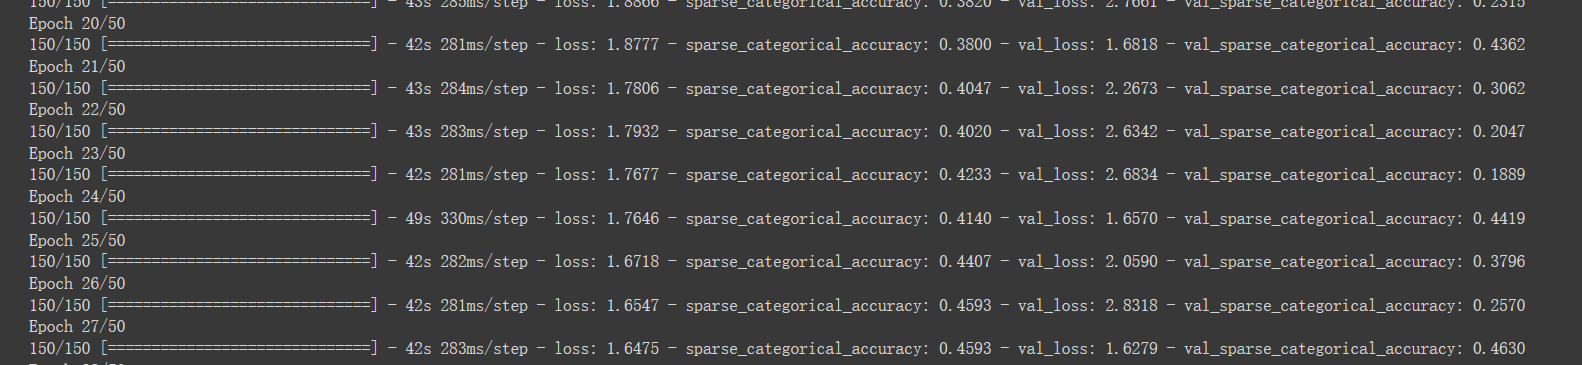 150/150 [==============================] - 43s 285ms/step - loss: 1.8866 - sparse_categorical_accuracy: 0.3820 - val_loss: 2.7661 - val_sparse_categorical_accuracy: 0.2315
Epoch 20/50
150/150 [==============================] - 42s 281ms/step - loss: 1.8777 - sparse_categorical_accuracy: 0.3800 - val_loss: 1.6818 - val_sparse_categorical_accuracy: 0.4362
Epoch 21/50
150/150 [==============================] - 43s 284ms/step - loss: 1.7806 - sparse_categorical_accuracy: 0.4047 - val_loss: 2.2673 - val_sparse_categorical_accuracy: 0.3062
Epoch 22/50
150/150 [==============================] - 43s 283ms/step - loss: 1.7932 - sparse_categorical_accuracy: 0.4020 - val_loss: 2.6342 - val_sparse_categorical_accuracy: 0.2047
Epoch 23/50
150/150 [==============================] - 42s 281ms/step - loss: 1.7677 - sparse_categorical_accuracy: 0.4233 - val_loss: 2.6834 - val_sparse_categorical_accuracy: 0.1889
Epoch 24/50
150/150 [==============================] - 49s 330ms/step - loss: 1.7646 - sparse_categorical_accuracy: 0.4140 - val_loss: 1.6570 - val_sparse_categorical_accuracy: 0.4419
Epoch 25/50
150/150 [==============================] - 42s 282ms/step - loss: 1.6718 - sparse_categorical_accuracy: 0.4407 - val_loss: 2.0590 - val_sparse_categorical_accuracy: 0.3796
Epoch 26/50
150/150 [==============================] - 42s 281ms/step - loss: 1.6547 - sparse_categorical_accuracy: 0.4593 - val_loss: 2.8318 - val_sparse_categorical_accuracy: 0.2570
Epoch 27/50
150/150 [==============================] - 42s 283ms/step - loss: 1.6475 - sparse_categorical_accuracy: 0.4593 - val_loss: 1.6279 - val_sparse_categorical_accuracy: 0.4630